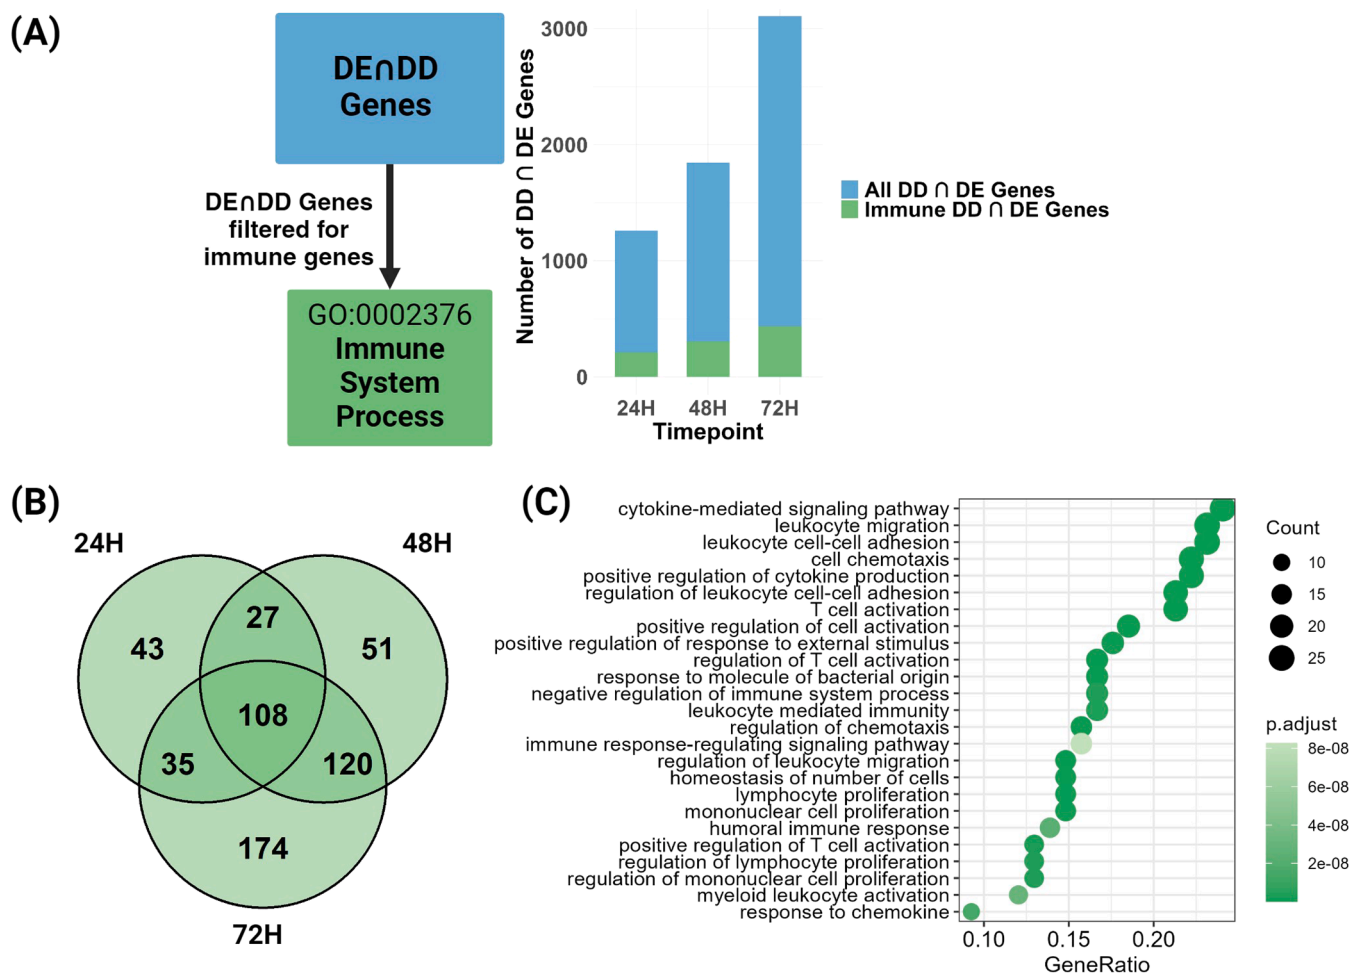 (A)
DE∩DD
Genes
DE∩DD Genes
filtered for
immune genes
GO:0002376
Immune
System
Process
Number of DD ∩ DE Genes
3000
2000
1000
0
24H
48H
72H
Timepoint
All DD ∩ DE Genes
Immune DD ∩ DE Genes
(B)
24H
48H
27
43
51
108
35
120
174
72H
(C)
cytokine-mediated signaling pathway
leukocyte migration
leukocyte cell-cell adhesion
cell chemotaxis
positive regulation of cytokine production
regulation of leukocyte cell-cell adhesion
T cell activation
positive regulation of cell activation
positive regulation of response to external stimulus
regulation of T cell activation
response to molecule of bacterial origin
negative regulation of immune system process
leukocyte mediated immunity
regulation of chemotaxis
immune response-regulating signaling pathway
regulation of leukocyte migration
homeostasis of number of cells
lymphocyte proliferation
mononuclear cell proliferation
humoral immune response
positive regulation of T cell activation
regulation of lymphocyte proliferation
regulation of mononuclear cell proliferation
myeloid leukocyte activation
response to chemokine
0.10
0.15
0.20
GeneRatio
Count
10
15
20
25
p.adjust
8e-08
6e-08
4e-08
2e-08